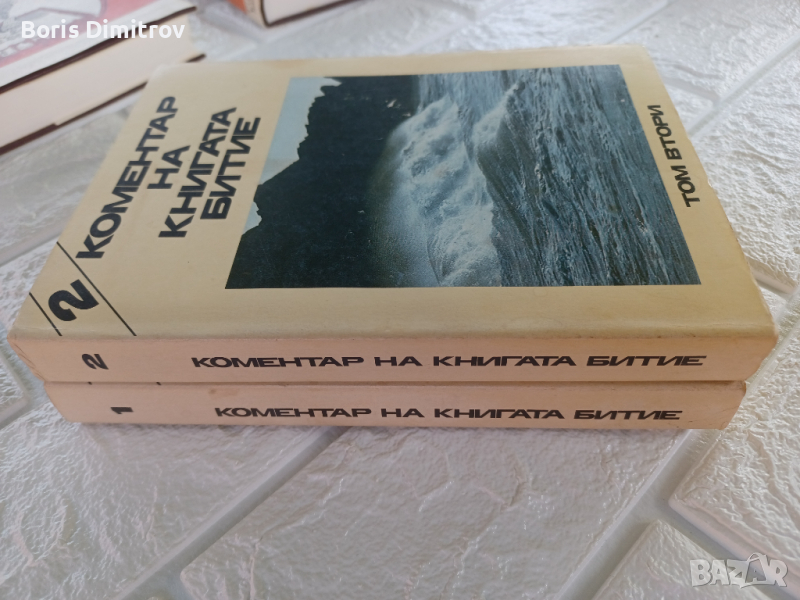 Boris Dimitrov
2
КОМЕНТАР
НА
КНИГАТА
БИТИЕ
ТОМ ВТОРИ
2 КОМЕНТАР НА КНИГАТА БИТИЕ
1 КОМЕНТАР НА КНИГАТА БИТИЕ
BAZAR